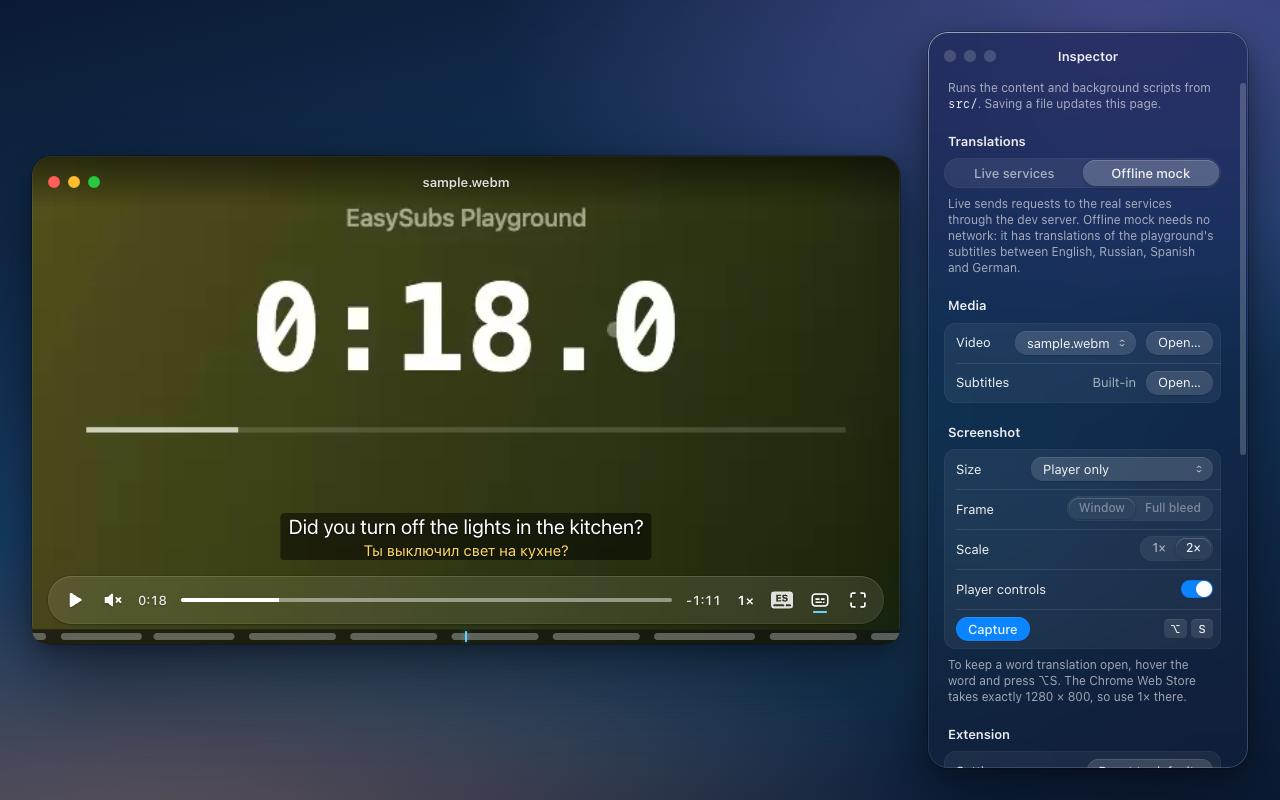 sample.webm
EasySubs Playground
0:18.0
Did you turn off the lights in the kitchen?
Ты выключил свет на кухне?
0:18
-1:11
1×
ES
Inspector
Runs the content and background scripts from
src/. Saving a file updates this page.
Translations
Live services
Offline mock
Live sends requests to the real services
through the dev server. Offline mock needs no
network: it has translations of the playground's
subtitles between English, Russian, Spanish
and German.
Media
Video
sample.webm
Open…
Subtitles
Built-in
Open…
Screenshot
Size
Player only
Frame
Window
Full bleed
Scale
1×
2×
Player controls
Capture
⌥
S
To keep a word translation open, hover the
word and press ⌥S. The Chrome Web Store
takes exactly 1280 × 800, so use 1× there.
Extension